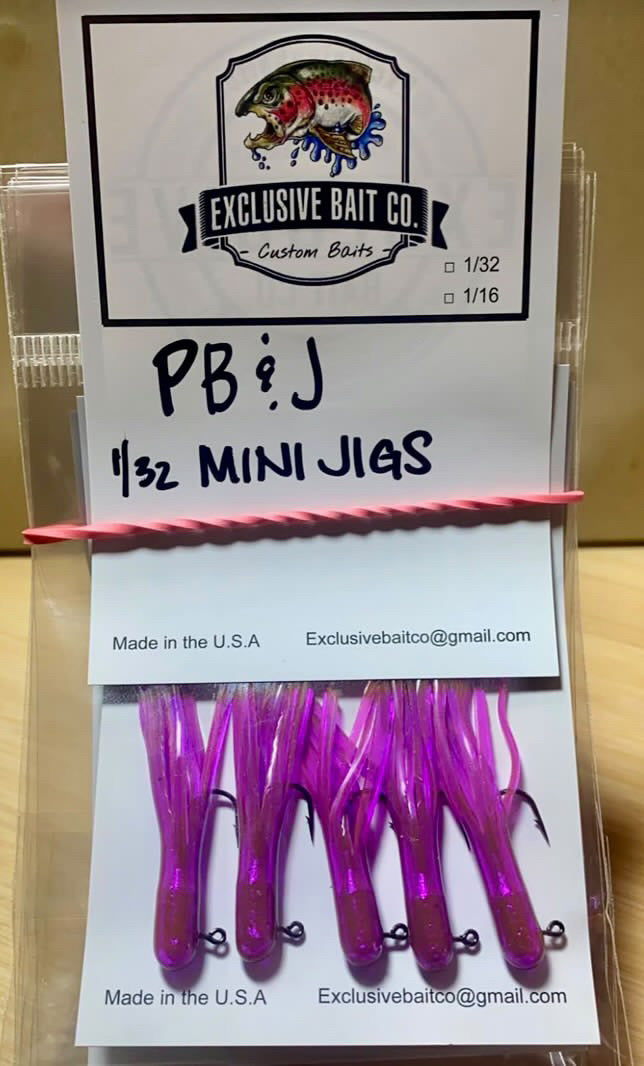 EXCLUSIVE BAIT CO.
- Custom Baits -
☐ 1/32
☐ 1/16
PB & J
1/32 MINI JIGS
Made in the U.S.A Exclusivebaitco@gmail.com
Made in the U.S.A Exclusivebaitco@gmail.com